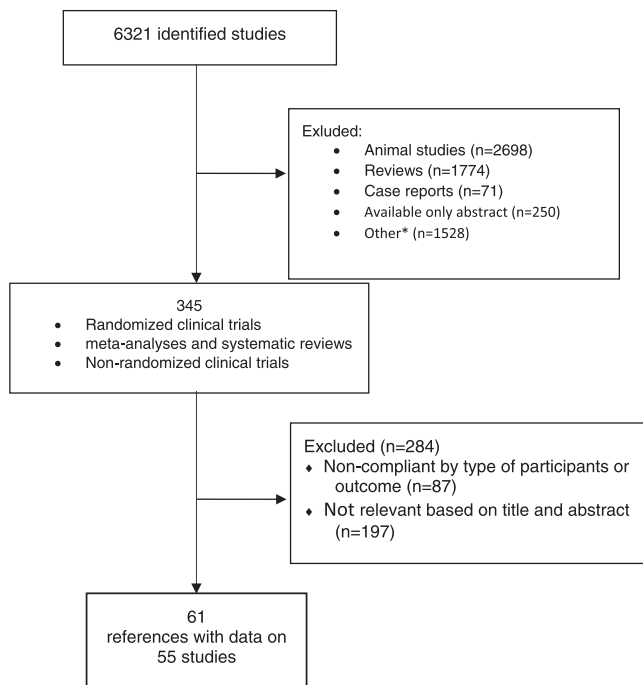 6321 identified studies
Exluded:
• Animal studies (n=2698)
• Reviews (n=1774)
• Case reports (n=71)
• Available only abstract (n=250)
• Other* (n=1528)
345
• Randomized clinical trials
• meta-analyses and systematic reviews
• Non-randomized clinical trials
Excluded (n=284)
♦ Non-compliant by type of participants or
outcome (n=87)
♦ Not relevant based on title and abstract
(n=197)
61
references with data on
55 studies